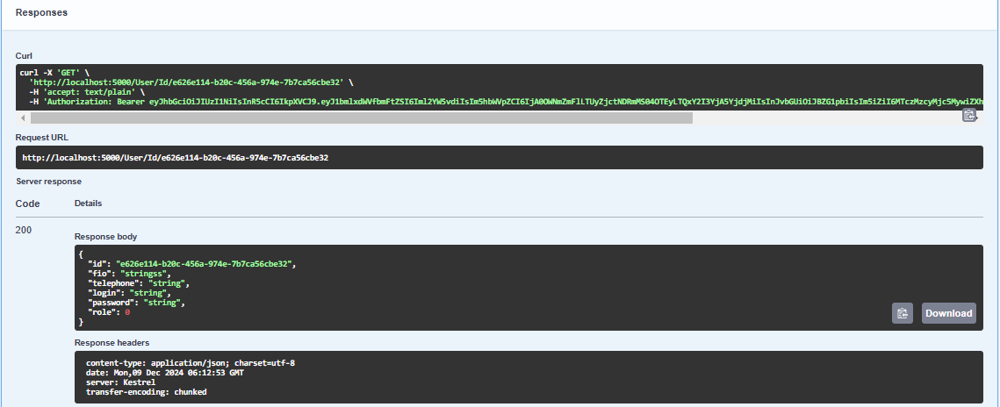 Responses
Curl
curl -X 'GET' \
'http://localhost:5000/User/Id/e626e114-b20c-456a-974e-7b7ca56cbe32' \
-H 'accept: text/plain' \
-H 'Authorization: Bearer
Request URL
http://localhost:5000/User/Id/e626e114-b20c-456a-974e-7b7ca56cbe32
Server response
Code Details
200
Response body
{
"id": "e626e114-b20c-456a-974e-7b7ca56cbe32",
"fio": "stringss",
"telephone": "string",
"login": "string",
"password": "string",
"role": 0
}
Download
Response headers
content-type: application/json; charset=utf-8
date: Mon,09 Dec 2024 06:12:53 GMT
server: Kestrel
transfer-encoding: chunked